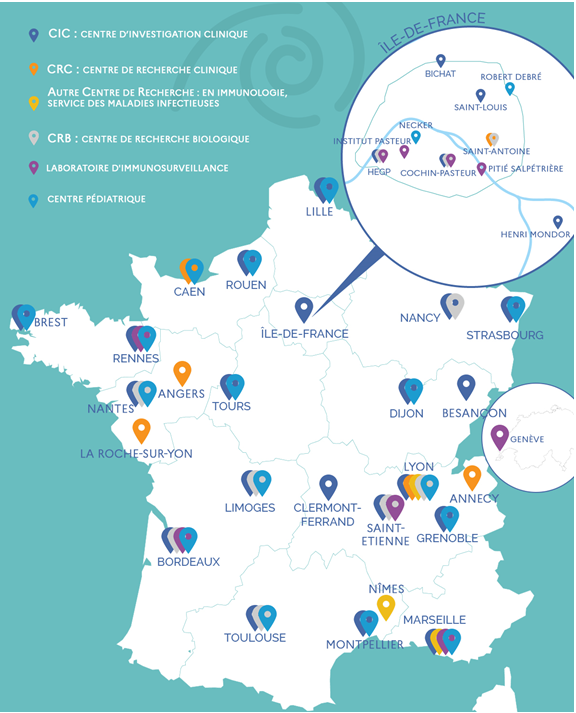 CIC : CENTRE D'INVESTIGATION CLINIQUE
CRC : CENTRE DE RECHERCHE CLINIQUE
AUTRE CENTRE DE RECHERCHE : EN IMMUNOLOGIE,
SERVICE DES MALADIES INFECTIEUSES
CRB : CENTRE DE RECHERCHE BIOLOGIQUE
LABORATOIRE D'IMMUNOSURVEILLANCE
CENTRE PÉDIATRIQUE
ÎLE-DE-FRANCE
BICHAT
ROBERT DEBRÉ
SAINT-LOUIS
NECKER
INSTITUT PASTEUR
SAINT-ANTOINE
HEGP
COCHIN-PASTEUR
PITIÉ SALPÉTRIÈRE
HENRI MONDOR
LILLE
CAEN
ROUEN
ÎLE-DE-FRANCE
NANCY
STRASBOURG
BREST
RENNES
ANGERS
NANTES
TOURS
DIJON
BESANÇON
GENÈVE
LA ROCHE-SUR-YON
LYON
LIMOGES
CLERMONT-
FERRAND
ANNECY
SAINT-
ETIENNE
GRENOBLE
BORDEAUX
NÎMES
TOULOUSE
MONTPELLIER
MARSEILLE